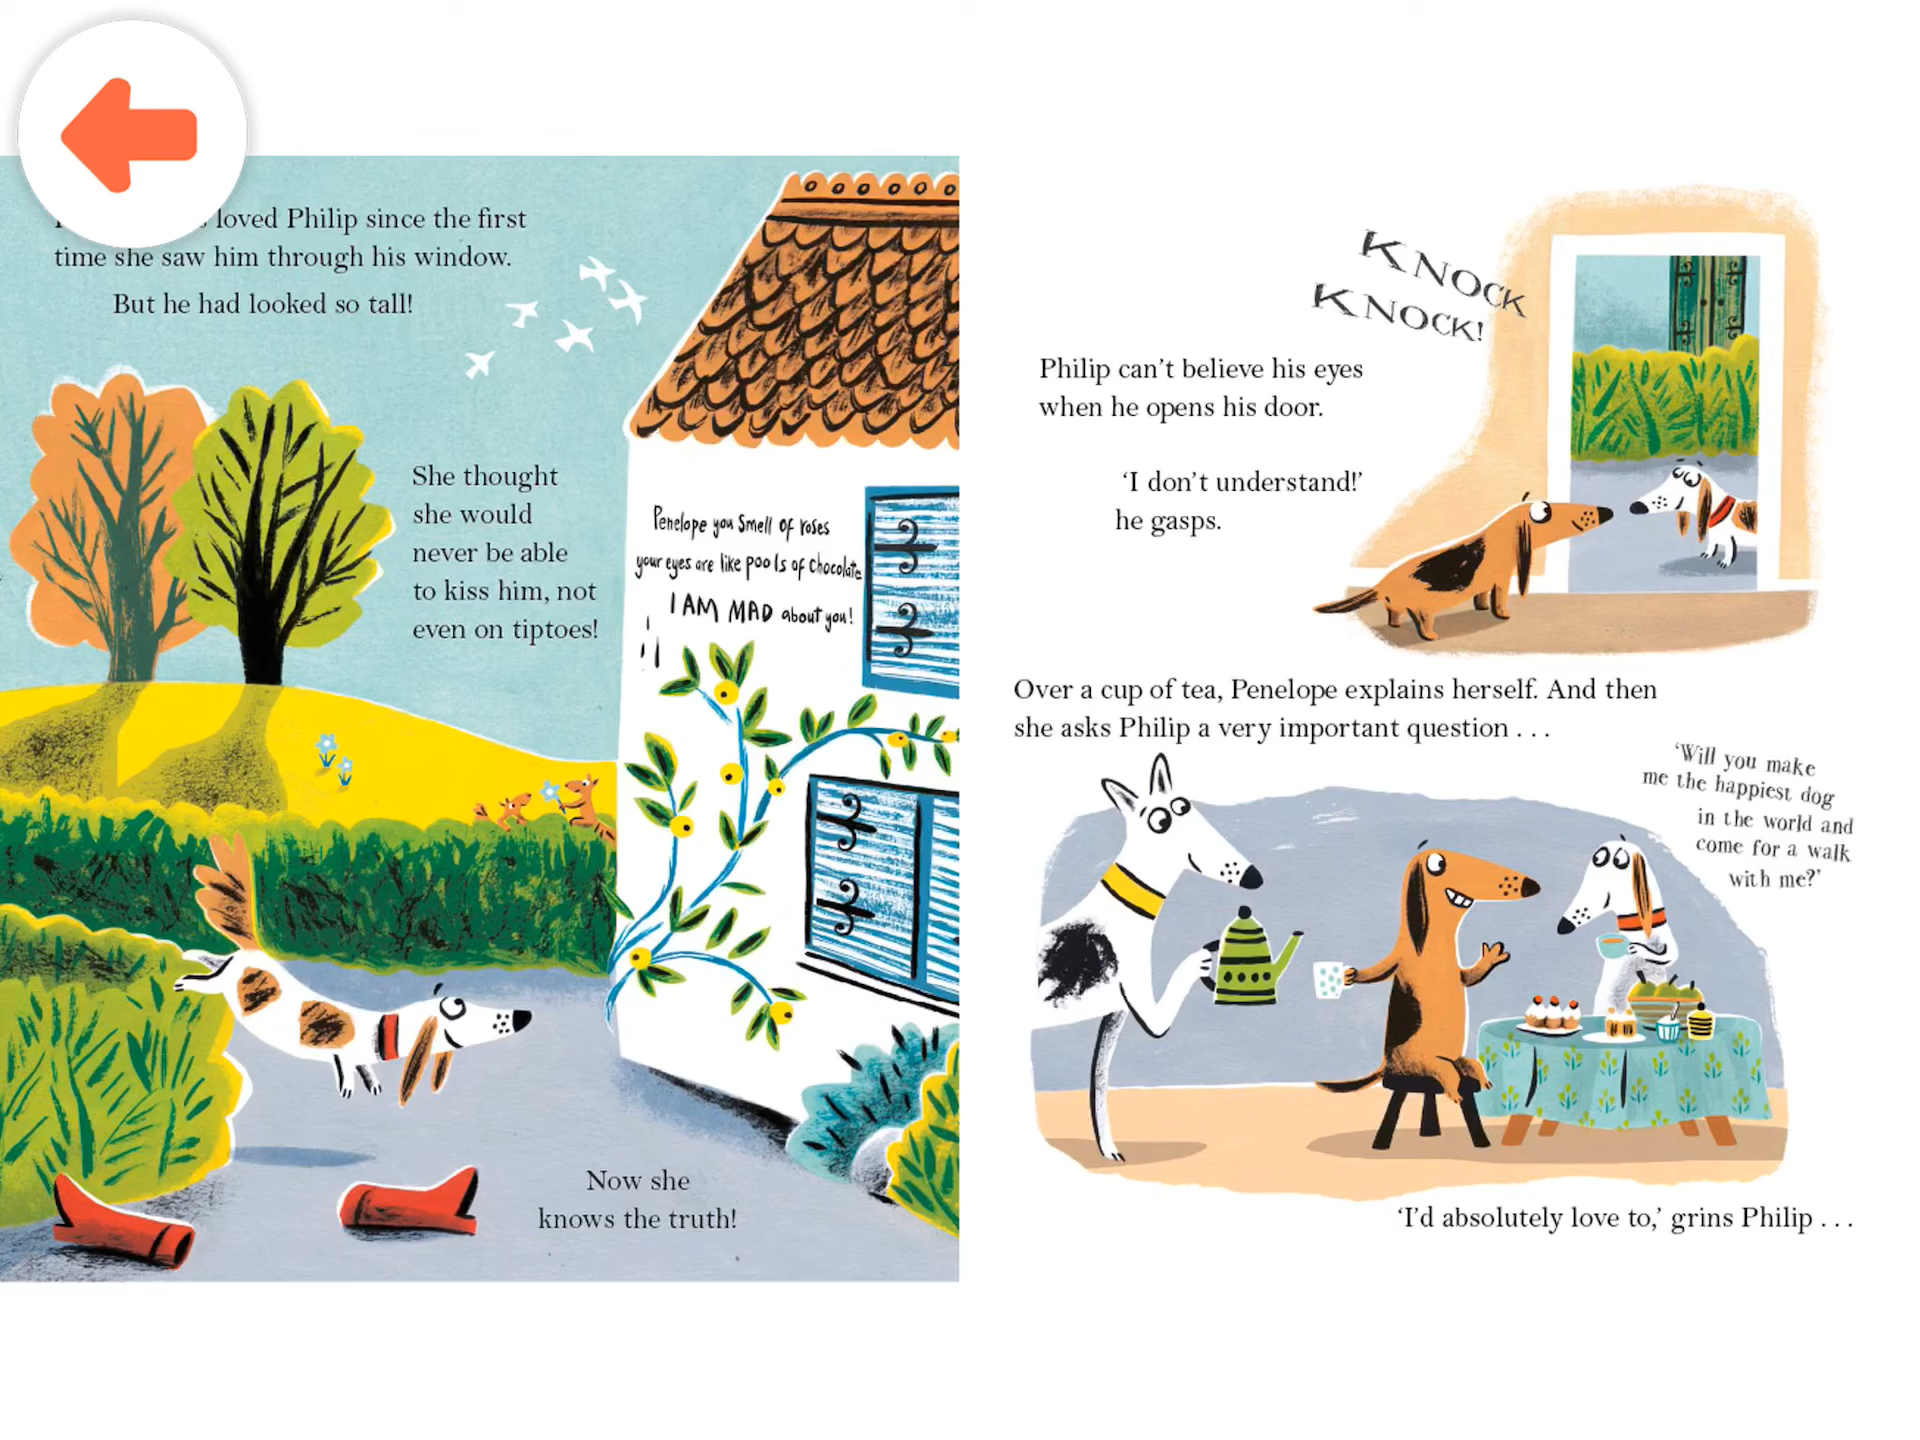 loved Philip since the first
time she saw him through his window.
But he had looked so tall!
She thought
she would
never be able
to kiss him, not
even on tiptoes!
Penelope you smell of roses
your eyes are like pools of chocolate
I AM MAD about you!
Now she
knows the truth!
KNOCK
KNOCK!
Philip can’t believe his eyes
when he opens his door.
‘I don’t understand!’
he gasps.
Over a cup of tea, Penelope explains herself. And then
she asks Philip a very important question . . .
‘Will you make
me the happiest dog
in the world and
come for a walk
with me?’
‘I’d absolutely love to,’ grins Philip . . .